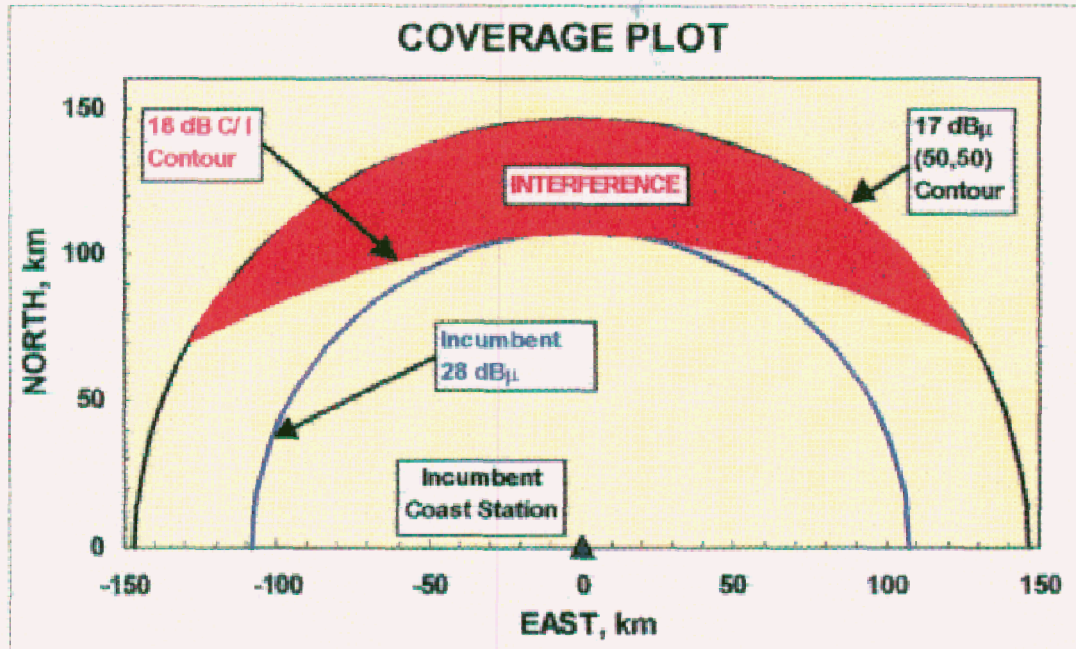 COVERAGE PLOT
150
100
50
0
NORTH, km
18 dB C/ I
Contour
INTERFERENCE
17 dBµ
(50,50)
Contour
Incumbent
28 dBµ
Incumbent
Coast Station
-150
-100
-50
0
50
100
150
EAST, km